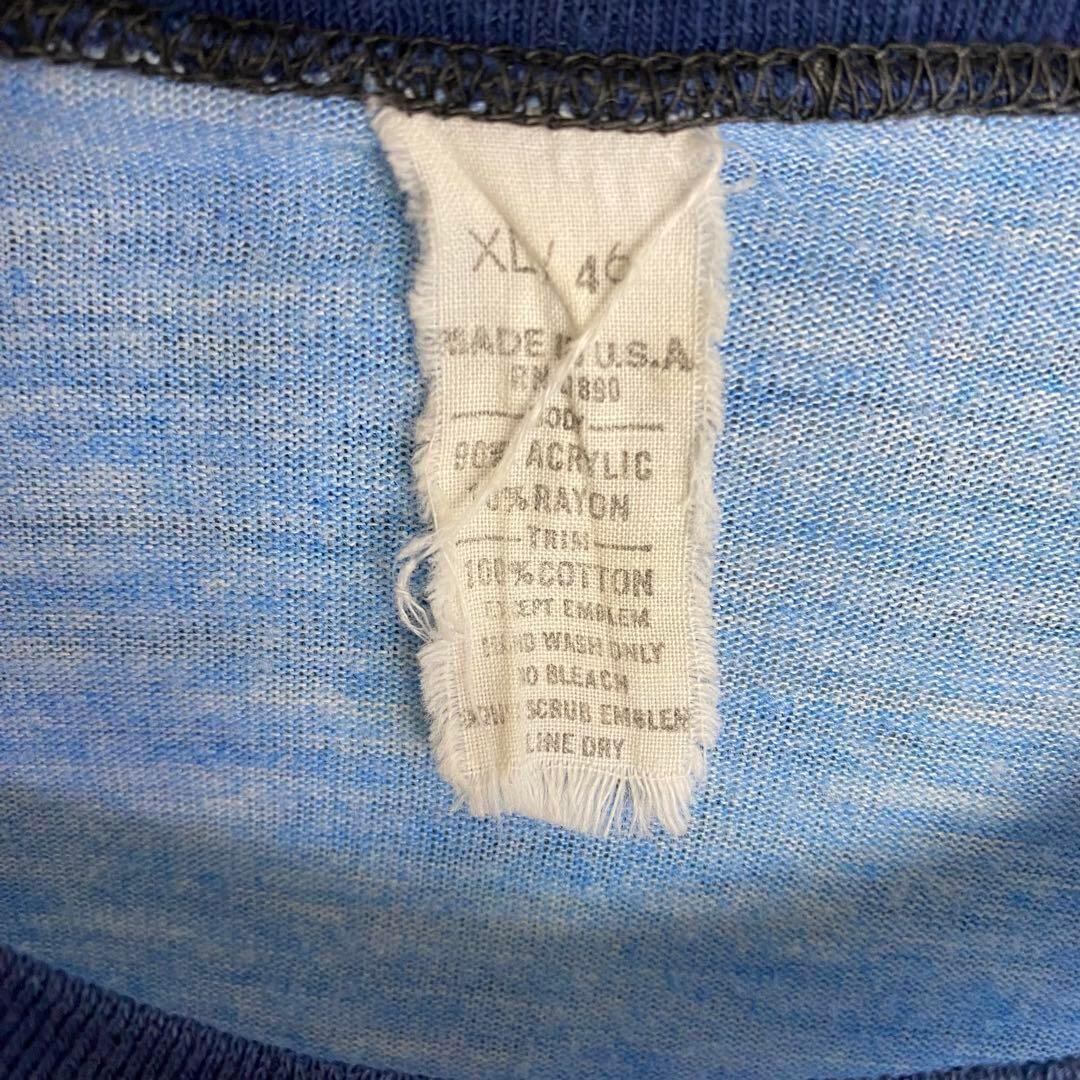 XL/ 46
MADE IN U.S.A.
RN 4890
BODY
90% ACRYLIC
10% RAYON
TRIM
100% COTTON
EXCEPT EMBLEM
HAND WASH ONLY
NO BLEACH
SCRUB EMBLEM
LINE DRY